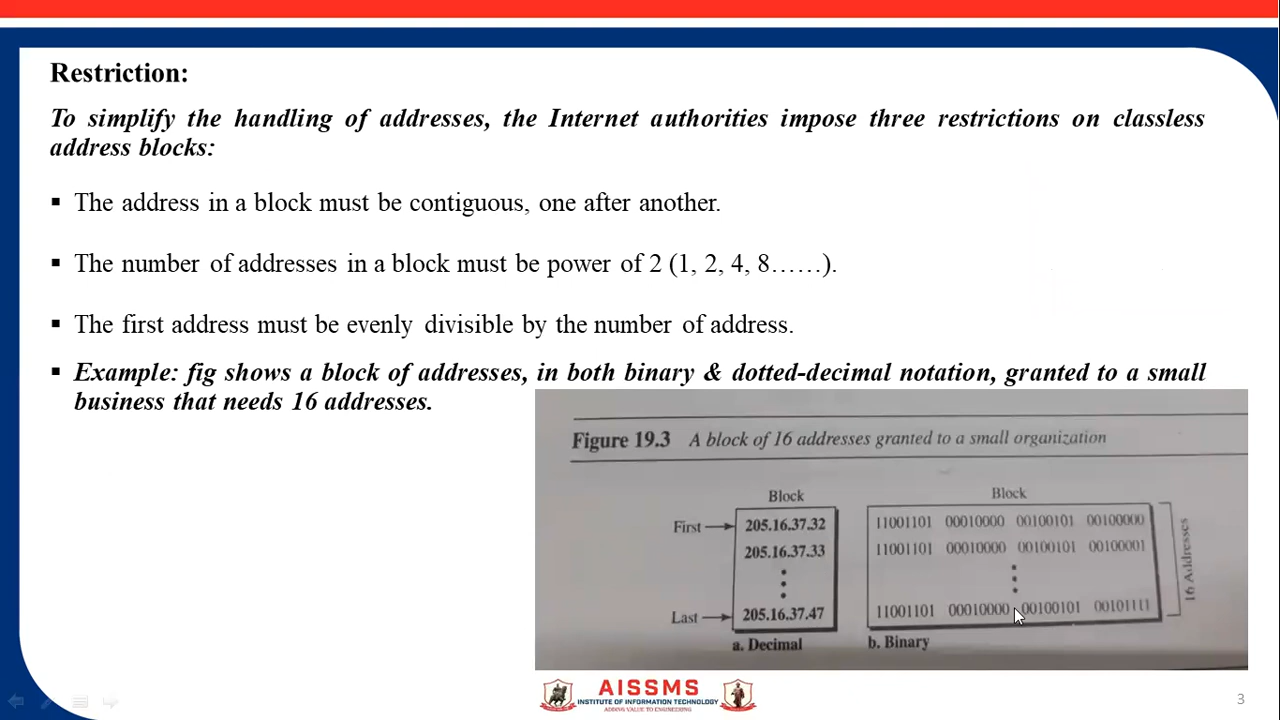 Restriction:
To simplify the handling of addresses, the Internet authorities impose three restrictions on classless
address blocks:
▪ The address in a block must be contiguous, one after another.
▪ The number of addresses in a block must be power of 2 (1, 2, 4, 8……).
▪ The first address must be evenly divisible by the number of address.
▪ Example: fig shows a block of addresses, in both binary & dotted-decimal notation, granted to a small
business that needs 16 addresses.
Figure 19.3 A block of 16 addresses granted to a small organization
Block
First
205.16.37.32
205.16.37.33
Last
205.16.37.47
a. Decimal
Block
11001101 00010000 00100101 00100000
11001101 00010000 00100101 00100001
11001101 00010000 00100101 00101111
16 Addresses
b. Binary
AISSMS
INSTITUTE OF INFORMATION TECHNOLOGY
ADDING VALUE TO ENGINEERING
3